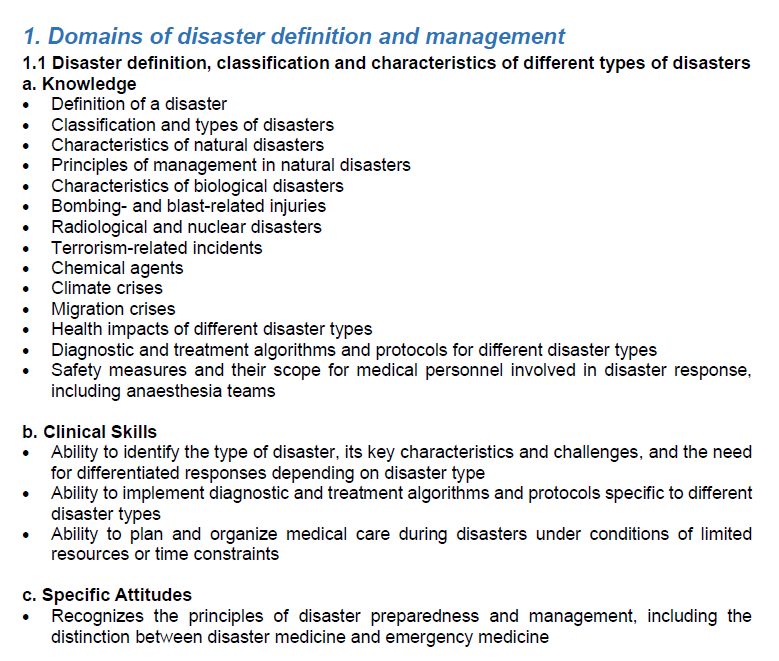 1. Domains of disaster definition and management
1.1 Disaster definition, classification and characteristics of different types of disasters
a. Knowledge
• Definition of a disaster
• Classification and types of disasters
• Characteristics of natural disasters
• Principles of management in natural disasters
• Characteristics of biological disasters
• Bombing- and blast-related injuries
• Radiological and nuclear disasters
• Terrorism-related incidents
• Chemical agents
• Climate crises
• Migration crises
• Health impacts of different disaster types
• Diagnostic and treatment algorithms and protocols for different disaster types
• Safety measures and their scope for medical personnel involved in disaster response,
including anaesthesia teams
b. Clinical Skills
• Ability to identify the type of disaster, its key characteristics and challenges, and the need
for differentiated responses depending on disaster type
• Ability to implement diagnostic and treatment algorithms and protocols specific to different
disaster types
• Ability to plan and organize medical care during disasters under conditions of limited
resources or time constraints
c. Specific Attitudes
• Recognizes the principles of disaster preparedness and management, including the
distinction between disaster medicine and emergency medicine